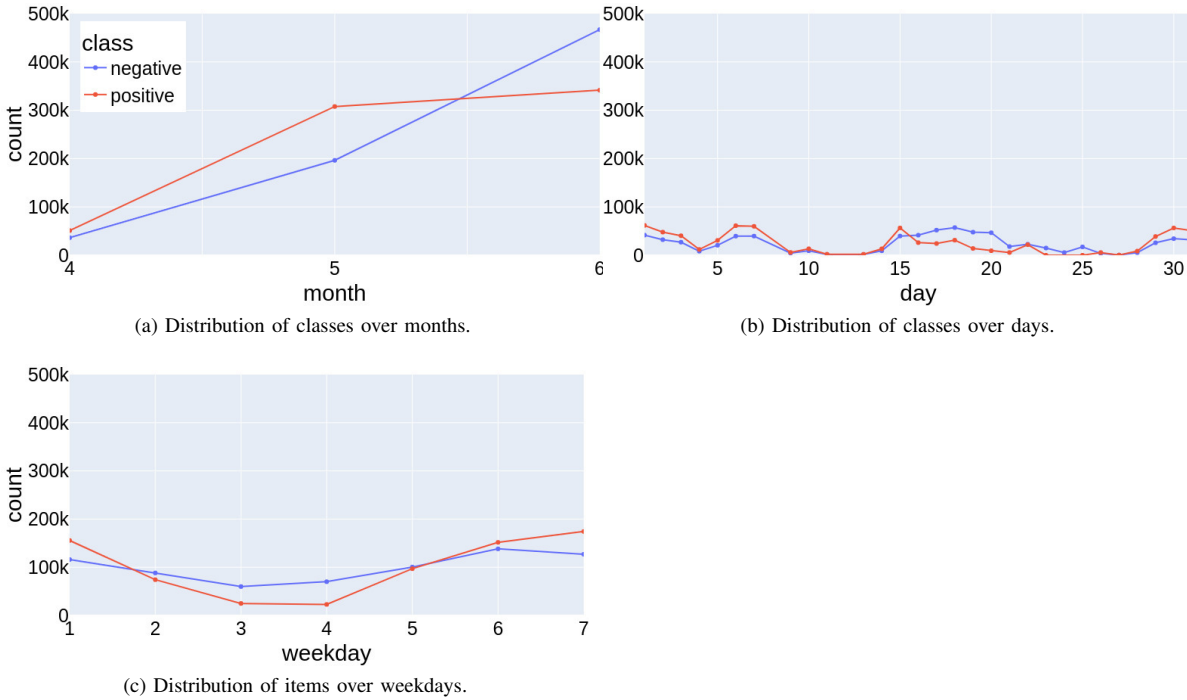 500k
400k
300k
200k
100k
0
count
class
negative
positive
4
5
6
month
(a) Distribution of classes over months.
500k
400k
300k
200k
100k
0
5
10
15
20
25
30
day
(b) Distribution of classes over days.
500k
400k
300k
200k
100k
0
count
1
2
3
4
5
6
7
weekday
(c) Distribution of items over weekdays.